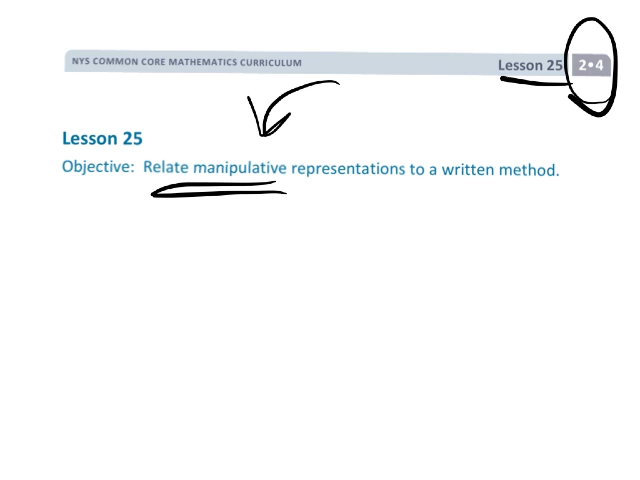 NYS COMMON CORE MATHEMATICS CURRICULUM Lesson 25 2•4
Lesson 25
Objective: Relate manipulative representations to a written method.